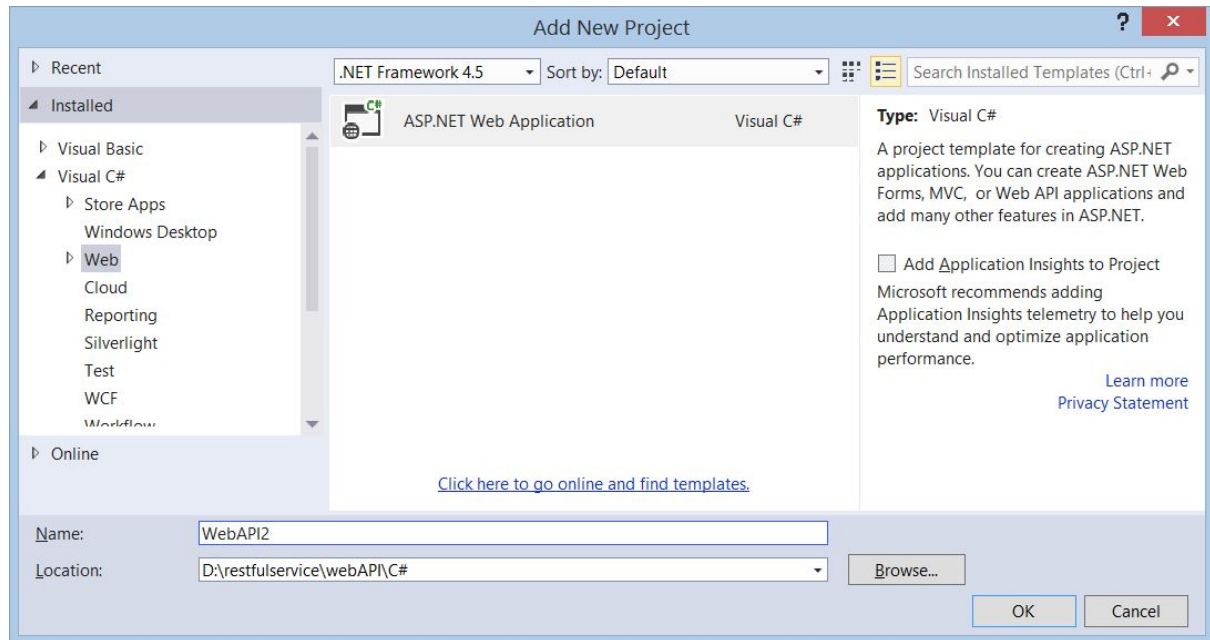 Add New Project
?
Recent
.NET Framework 4.5
Sort by:
Default
Search Installed Templates (Ctrl+
Installed
Visual Basic
Visual C#
Store Apps
Windows Desktop
Web
Cloud
Reporting
Silverlight
Test
WCF
Workflow
Online
C#
ASP.NET Web Application
Visual C#
Click here to go online and find templates.
Type: Visual C#
A project template for creating ASP.NET
applications. You can create ASP.NET Web
Forms, MVC, or Web API applications and
add many other features in ASP.NET.
Add Application Insights to Project
Microsoft recommends adding
Application Insights telemetry to help you
understand and optimize application
performance.
Learn more
Privacy Statement
Name:
WebAPI2
Location:
D:\restfulservice\webAPI\C#
Browse...
OK
Cancel